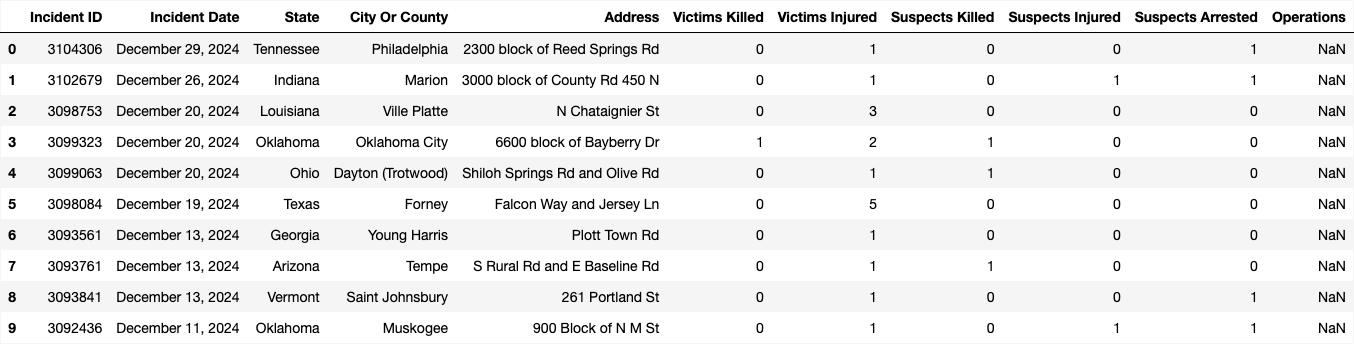 Incident ID Incident Date State City Or County Address Victims Killed Victims Injured Suspects Killed Suspects Injured Suspects Arrested Operations
0 3104306 December 29, 2024 Tennessee Philadelphia 2300 block of Reed Springs Rd 0 1 0 0 1 NaN
1 3102679 December 26, 2024 Indiana Marion 3000 block of County Rd 450 N 0 1 0 1 1 NaN
2 3098753 December 20, 2024 Louisiana Ville Platte N Chataignier St 0 3 0 0 0 NaN
3 3099323 December 20, 2024 Oklahoma Oklahoma City 6600 block of Bayberry Dr 1 2 1 0 0 NaN
4 3099063 December 20, 2024 Ohio Dayton (Trotwood) Shiloh Springs Rd and Olive Rd 0 1 1 0 0 NaN
5 3098084 December 19, 2024 Texas Forney Falcon Way and Jersey Ln 0 5 0 0 0 NaN
6 3093561 December 13, 2024 Georgia Young Harris Plott Town Rd 0 1 0 0 0 NaN
7 3093761 December 13, 2024 Arizona Tempe S Rural Rd and E Baseline Rd 0 1 1 0 0 NaN
8 3093841 December 13, 2024 Vermont Saint Johnsbury 261 Portland St 0 1 0 0 1 NaN
9 3092436 December 11, 2024 Oklahoma Muskogee 900 Block of N M St 0 1 0 1 1 NaN